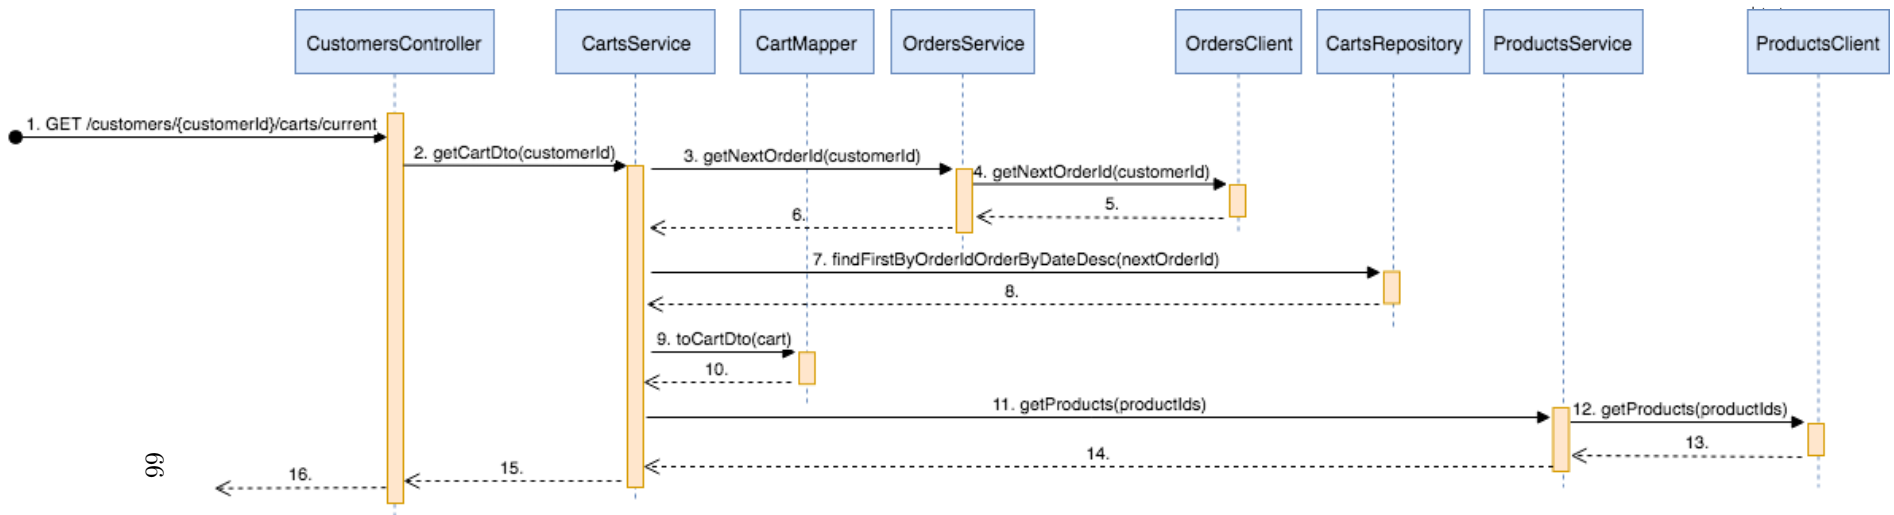 CustomersController
CartsService
CartMapper
OrdersService
OrdersClient
CartsRepository
ProductsService
ProductsClient
1. GET /customers/{customerId}/carts/current
2. getCartDto(customerId)
3. getNextOrderId(customerId)
4. getNextOrderId(customerId)
5.
6.
7. findFirstByOrderIdOrderByDateDesc(nextOrderId)
8.
9. toCartDto(cart)
10.
11. getProducts(productIds)
12. getProducts(productIds)
13.
14.
15.
16.
66